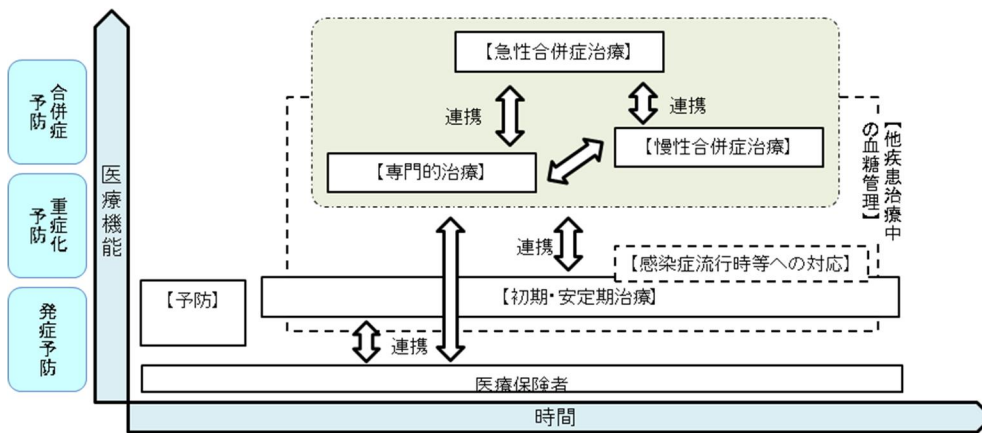 【急性合併症治療】
連携
連携
【慢性合併症治療】
【専門的治療】
【他疾患治療中
の血糖管理】
連携
【感染症流行時等への対応】
【予防】
【初期・安定期治療】
連携
医療保険者
時間
医療機能
合併症
予防
重症化
予防
発症予防